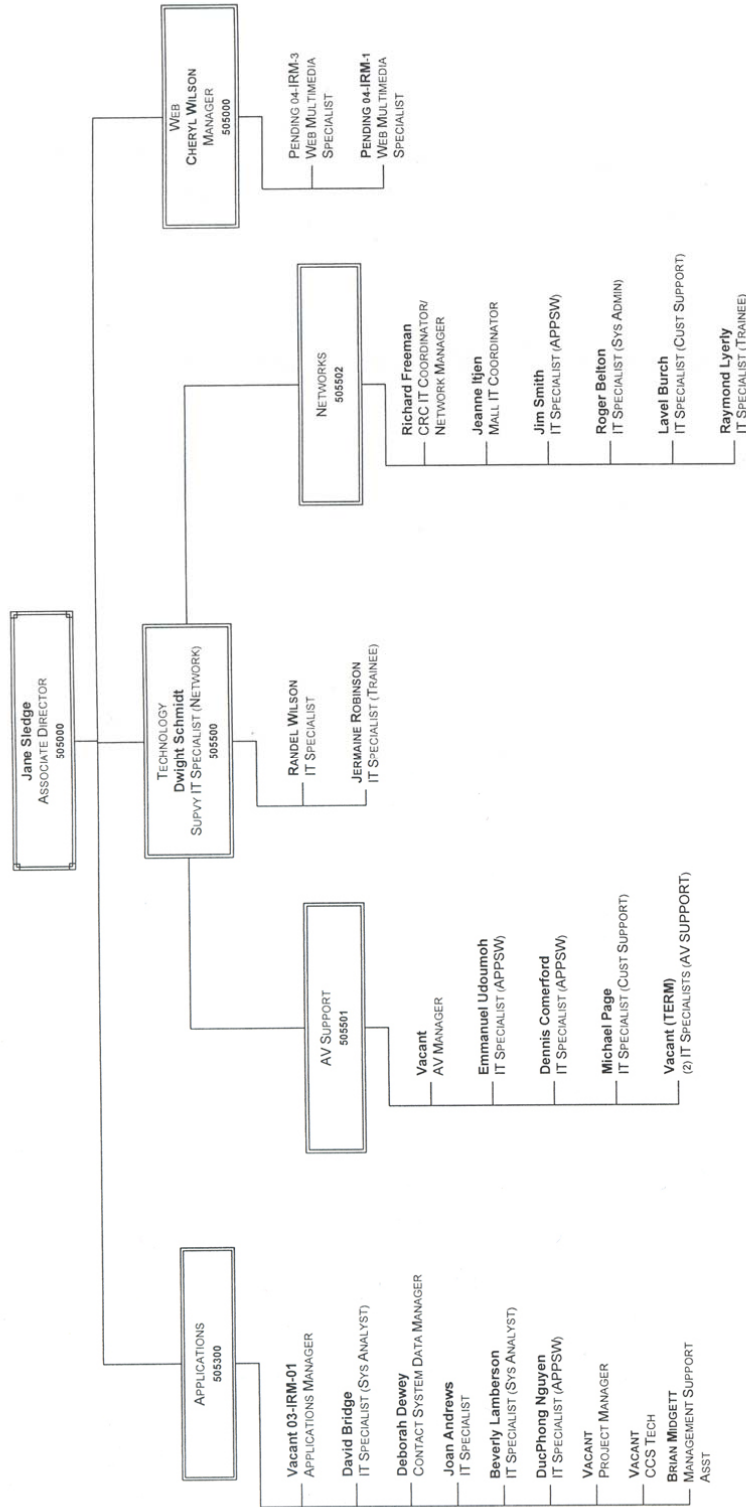 Jane Sledge
ASSOCIATE DIRECTOR
505000
APPLICATIONS
505300
Vacant 03-IRM-01
APPLICATIONS MANAGER
David Bridge
IT SPECIALIST (SYS ANALYST)
Deborah Dewey
CONTACT SYSTEM DATA MANAGER
Joan Andrews
IT SPECIALIST
Beverly Lamberson
IT SPECIALIST (SYS ANALYST)
DucPhong Nguyen
IT SPECIALIST (APPSW)
VACANT
PROJECT MANAGER
VACANT
CCS TECH
BRIAN MIDGETT
MANAGEMENT SUPPORT
ASST
TECHNOLOGY
Dwight Schmidt
SUPVY IT SPECIALIST (NETWORK)
505500
AV SUPPORT
505501
Vacant
AV MANAGER
Emmanuel Udoumoh
IT SPECIALIST (APPSW)
Dennis Comerford
IT SPECIALIST (APPSW)
Michael Page
IT SPECIALIST (CUST SUPPORT)
Vacant (TERM)
(2) IT SPECIALISTS (AV SUPPORT)
RANDEL WILSON
IT SPECIALIST
JERMAINE ROBINSON
IT SPECIALIST (TRAINEE)
NETWORKS
505502
Richard Freeman
CRC IT COORDINATOR/
NETWORK MANAGER
Jeanne Itjen
MALL IT COORDINATOR
Jim Smith
IT SPECIALIST (APPSW)
Roger Belton
IT SPECIALIST (SYS ADMIN)
Lavel Burch
IT SPECIALIST (CUST SUPPORT)
Raymond Lyerly
IT SPECIALIST (TRAINEE)
WEB
CHERYL WILSON
MANAGER
505000
PENDING 04-IRM-3
WEB MULTIMEDIA
SPECIALIST
PENDING 04-IRM-1
WEB MULTIMEDIA
SPECIALIST